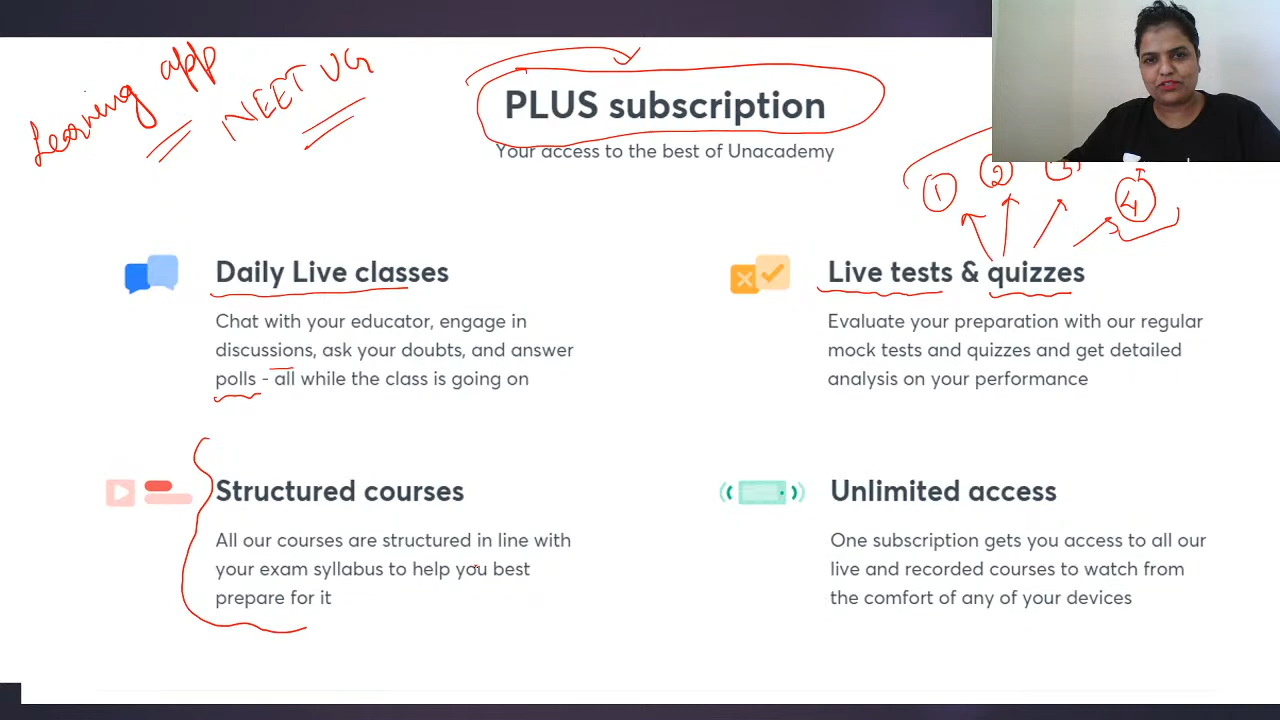 Learning app
NEET UG
PLUS subscription
Your access to the best of Unacademy
1 2 3 4
Daily Live classes
Chat with your educator, engage in
discussions, ask your doubts, and answer
polls - all while the class is going on
Live tests & quizzes
Evaluate your preparation with our regular
mock tests and quizzes and get detailed
analysis on your performance
Structured courses
All our courses are structured in line with
your exam syllabus to help you best
prepare for it
Unlimited access
One subscription gets you access to all our
live and recorded courses to watch from
the comfort of any of your devices